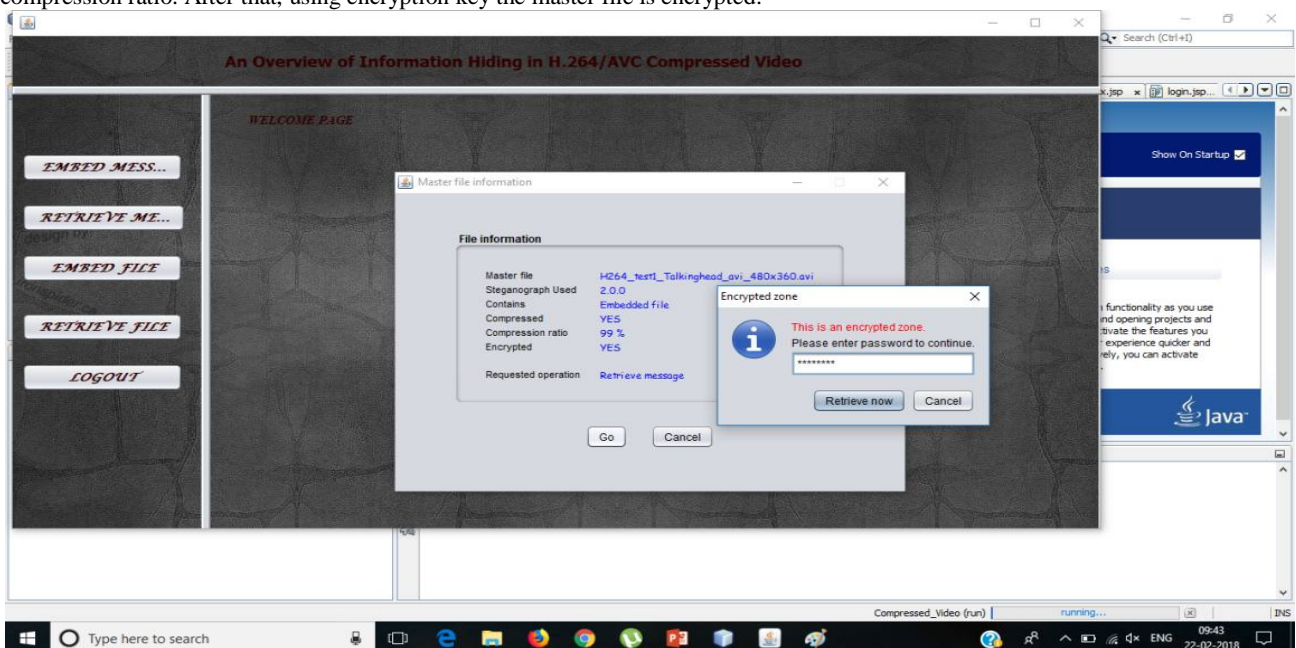 compression ratio. After that, using encryption key the master file is encrypted.
Search (Ctrl+I)
An Overview of Information Hiding in H.264/AVC Compressed Video
x.jsp login.jsp...
WELCOME PAGE
Show On Startup
EMBED MESS...
Master file information
RETRIEVE ME...
design by
File information
EMBED FILE
Master file H264_test1_Talkinghead_avi_480x360.avi
Steganograph Used 2.0.0
Contains Embedded file
Compressed YES
Compression ratio 99 %
Encrypted YES
Requested operation Retrieve message
Encrypted zone
This is an encrypted zone.
Please enter password to continue.
********
Retrieve now Cancel
RETRIEVE FILE
LOGOUT
Go Cancel
es
functionality as you use
and opening projects and
activate the features you
experience quicker and
you can activate
Java
Compressed_Video (run) running... INS
Type here to search
ENG 09:43
22-02-2018